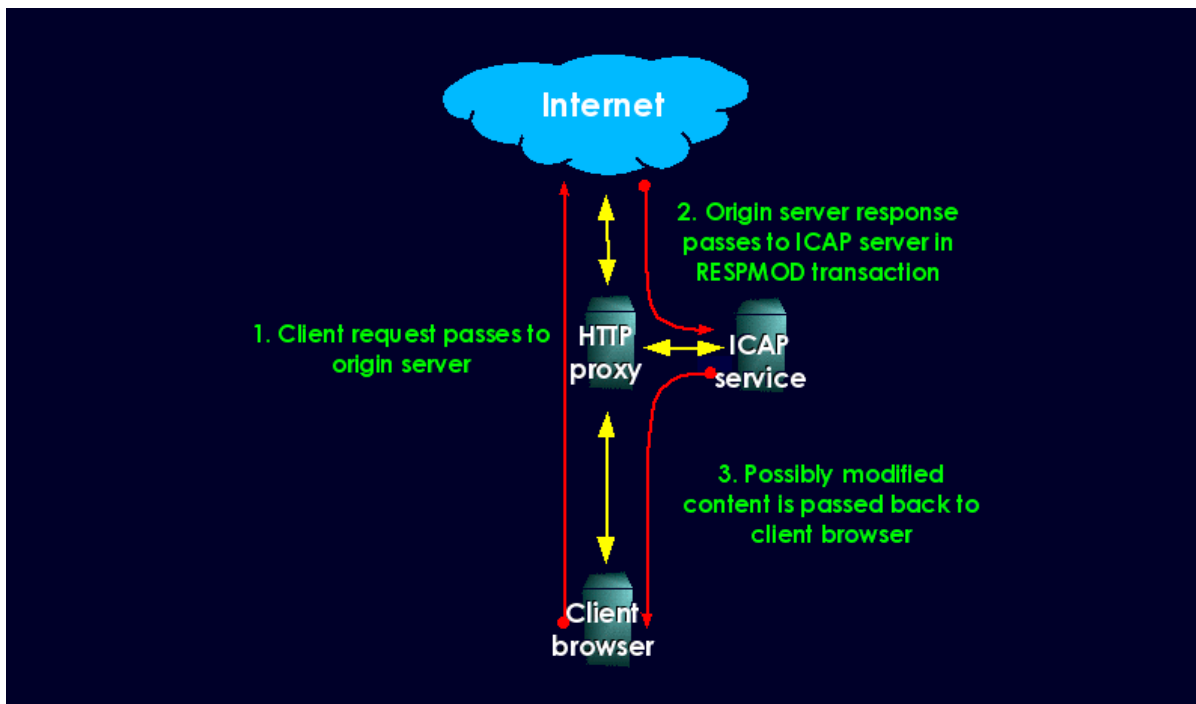 Internet
2. Origin server response
passes to ICAP server in
RESPMOD transaction
1. Client request passes to
origin server
HTTP
proxy
ICAP
service
3. Possibly modified
content is passed back to
client browser
Client
browser